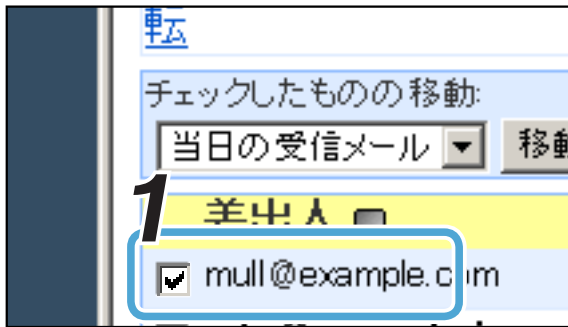 転
チェックしたものの移動:
当日の受信メール 移動
1
差出人
mull@example.com